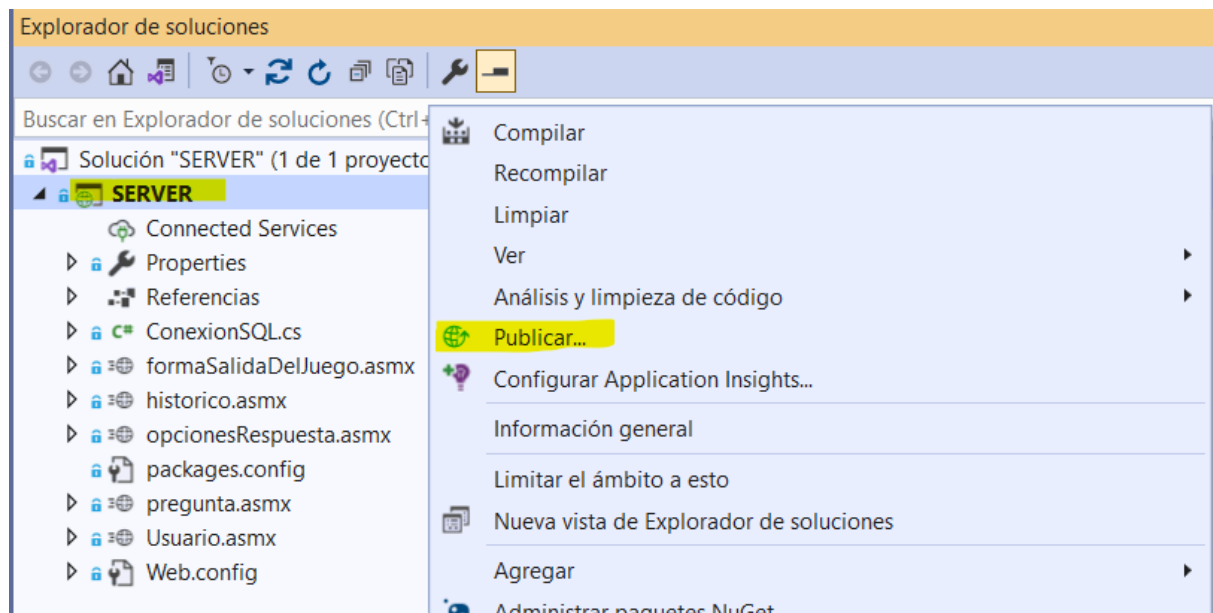 Explorador de soluciones
Buscar en Explorador de soluciones (Ctrl+
Solución "SERVER" (1 de 1 proyecto
SERVER
Connected Services
Properties
Referencias
C# ConexionSQL.cs
formaSalidaDelJuego.asmx
historico.asmx
opcionesRespuesta.asmx
packages.config
pregunta.asmx
Usuario.asmx
Web.config
Compilar
Recompilar
Limpiar
Ver
Análisis y limpieza de código
Publicar...
Configurar Application Insights...
Información general
Limitar el ámbito a esto
Nueva vista de Explorador de soluciones
Agregar
Administrar paquetes NuGet